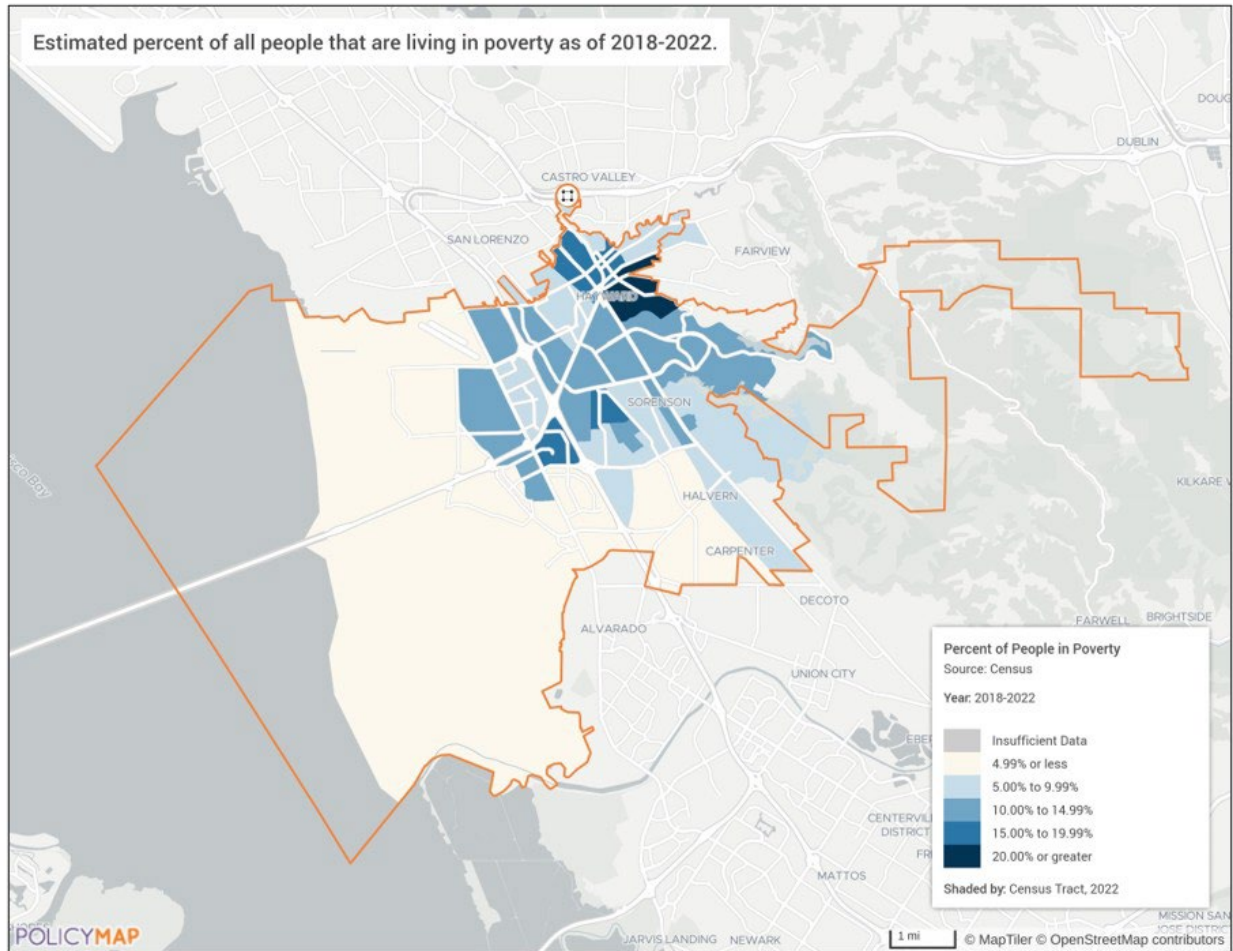 Estimated percent of all people that are living in poverty as of 2018-2022.
DUBLIN
CASTRO VALLEY
SAN LORENZO
FAIRVIEW
HAYWARD
SORENSON
HALVERN
CARPENTER
DECOTO
ALVARADO
UNION CITY
FARWELL
BRIGHTSIDE
MATTOS
JARVIS LANDING
NEWARK
Percent of People in Poverty
Source: Census
Year: 2018-2022
Insufficient Data
4.99% or less
5.00% to 9.99%
10.00% to 14.99%
15.00% to 19.99%
20.00% or greater
Shaded by: Census Tract, 2022
POLICYMAP
1 mi
© MapTiler © OpenStreetMap contributors